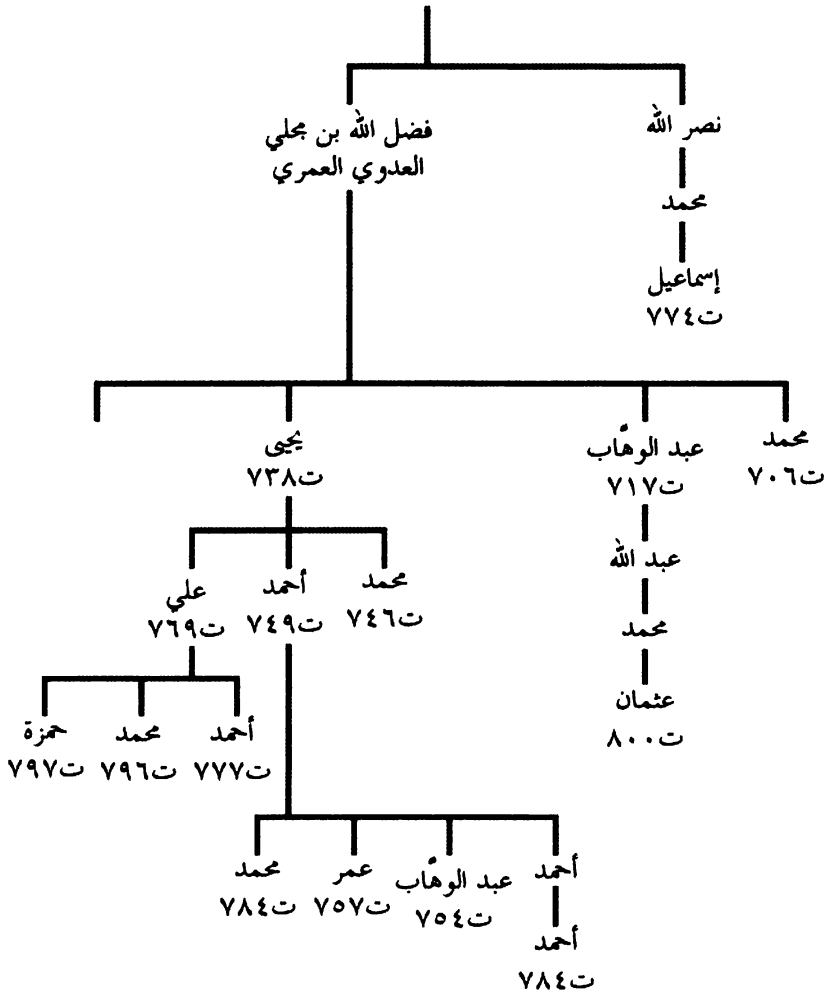 نصر الله
فضل الله بن مجلي
العدوي العمري
محمد
إسماعيل
ت٧٧٤
محمد
ت٧٠٦
عبد الوهَّاب
ت٧١٧
يحيى
ت٧٣٨
عبد الله
محمد
ت٧٤٦
أحمد
ت٧٤٩
علي
ت٧٦٩
محمد
عثمان
ت٨٠٠
أحمد
ت٧٧٧
محمد
ت٧٩٦
حمزة
ت٧٩٧
أحمد
عبد الوهَّاب
ت٧٥٤
عمر
ت٧٥٧
محمد
ت٧٨٤
أحمد
ت٧٨٤